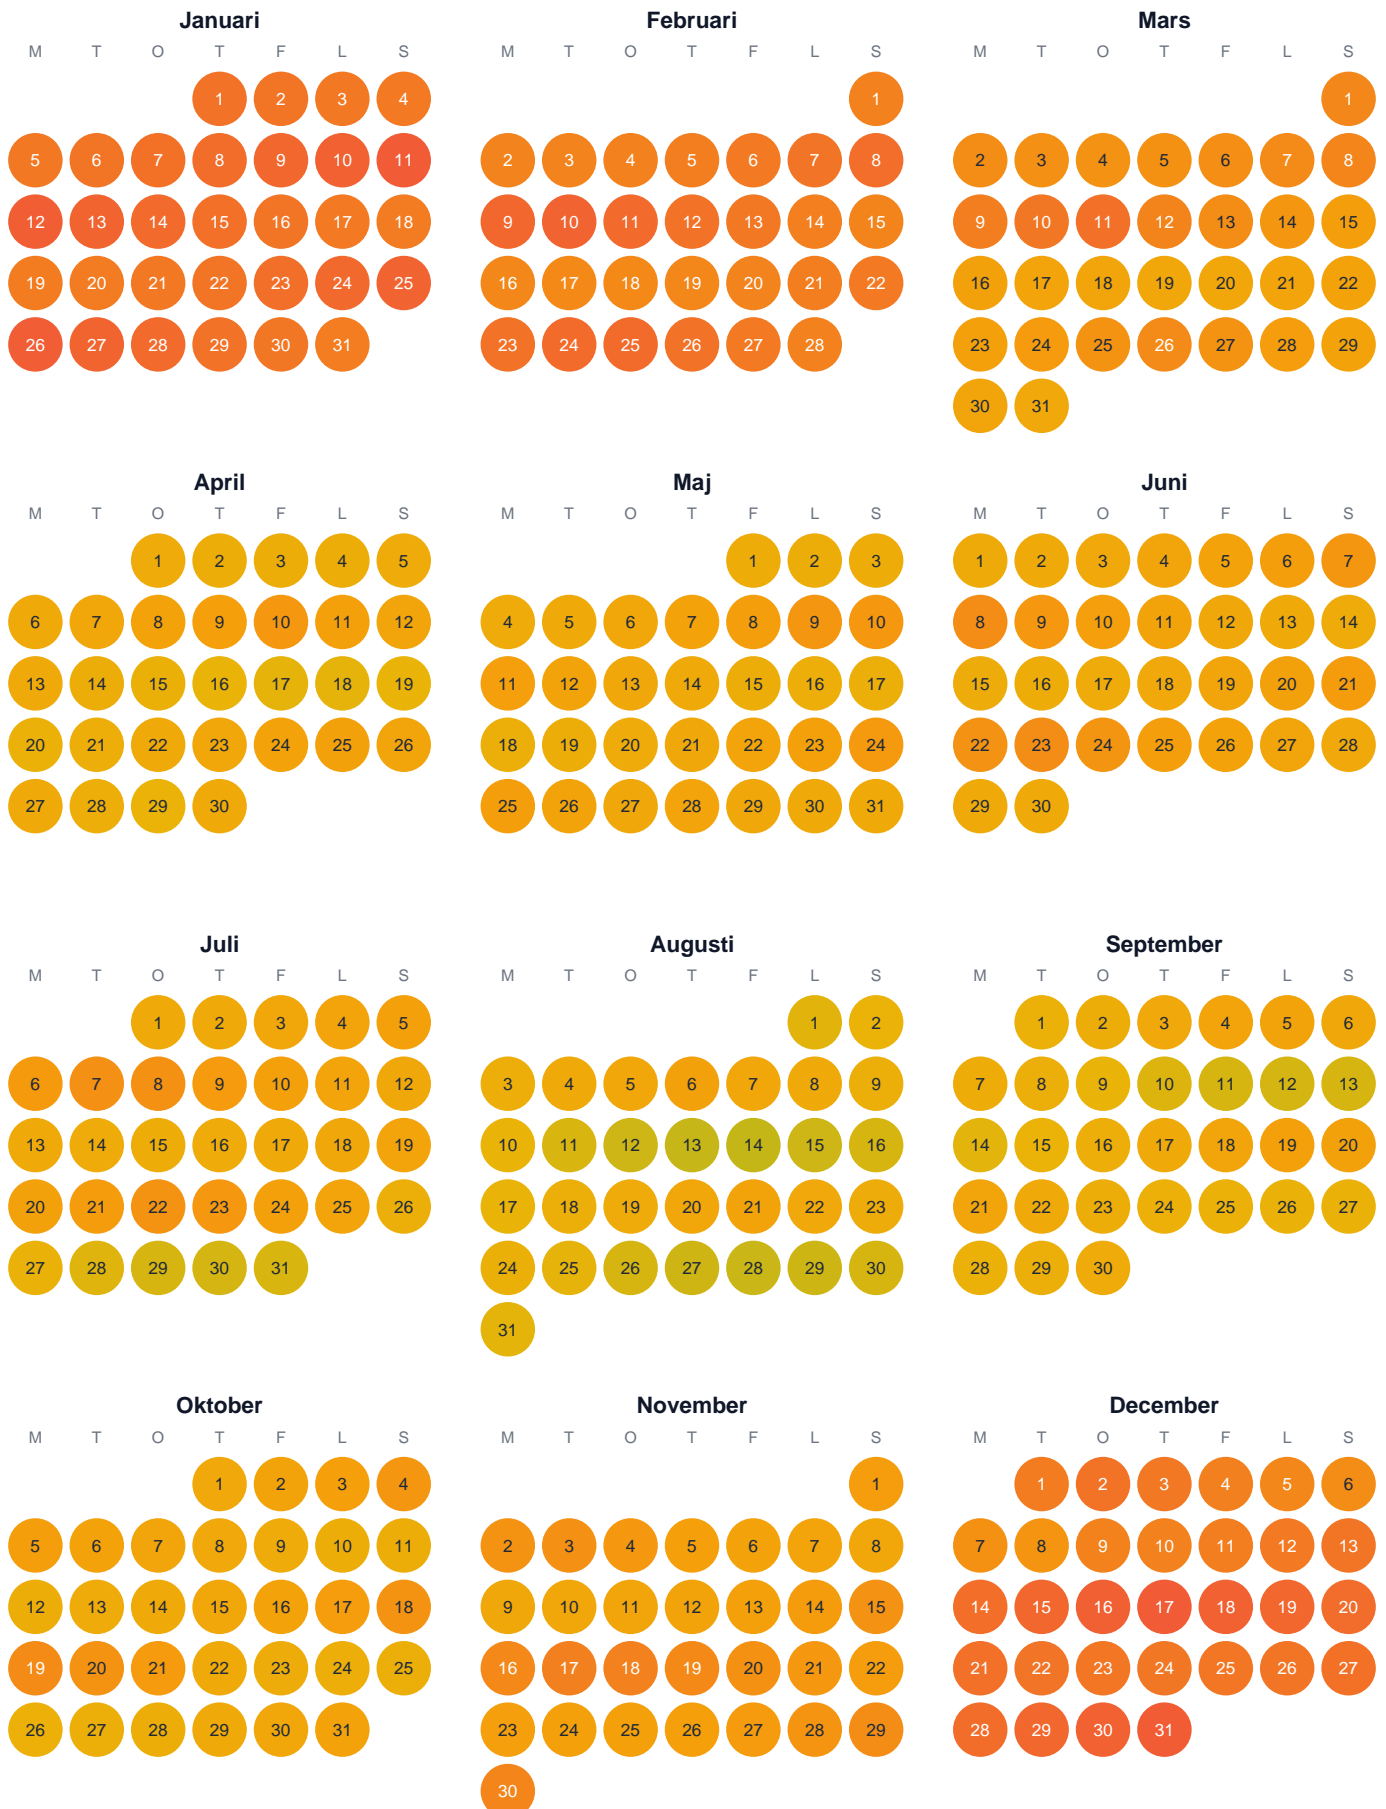 Januari Februari Mars
M T O T F L S M T O T F L S M T O T F L S
1 2 3 4 1 1
5 6 7 8 9 10 11 2 3 4 5 6 7 8 2 3 4 5 6 7 8
12 13 14 15 16 17 18 9 10 11 12 13 14 15 9 10 11 12 13 14 15
19 20 21 22 23 24 25 16 17 18 19 20 21 22 16 17 18 19 20 21 22
26 27 28 29 30 31 23 24 25 26 27 28 23 24 25 26 27 28 29
30 31
April Maj Juni
M T O T F L S M T O T F L S M T O T F L S
1 2 3 4 5 1 2 3 1 2 3 4 5 6 7
6 7 8 9 10 11 12 4 5 6 7 8 9 10 8 9 10 11 12 13 14
13 14 15 16 17 18 19 11 12 13 14 15 16 17 15 16 17 18 19 20 21
20 21 22 23 24 25 26 18 19 20 21 22 23 24 22 23 24 25 26 27 28
27 28 29 30 25 26 27 28 29 30 31 29 30
Juli Augusti September
M T O T F L S M T O T F L S M T O T F L S
1 2 3 4 5 1 2 1 2 3 4 5 6
6 7 8 9 10 11 12 3 4 5 6 7 8 9 7 8 9 10 11 12 13
13 14 15 16 17 18 19 10 11 12 13 14 15 16 14 15 16 17 18 19 20
20 21 22 23 24 25 26 17 18 19 20 21 22 23 21 22 23 24 25 26 27
27 28 29 30 31 24 25 26 27 28 29 30 28 29 30
31
Oktober November December
M T O T F L S M T O T F L S M T O T F L S
1 2 3 4 1 1 2 3 4 5 6
5 6 7 8 9 10 11 2 3 4 5 6 7 8 7 8 9 10 11 12 13
12 13 14 15 16 17 18 9 10 11 12 13 14 15 14 15 16 17 18 19 20
19 20 21 22 23 24 25 16 17 18 19 20 21 22 21 22 23 24 25 26 27
26 27 28 29 30 31 23 24 25 26 27 28 29 28 29 30 31
30